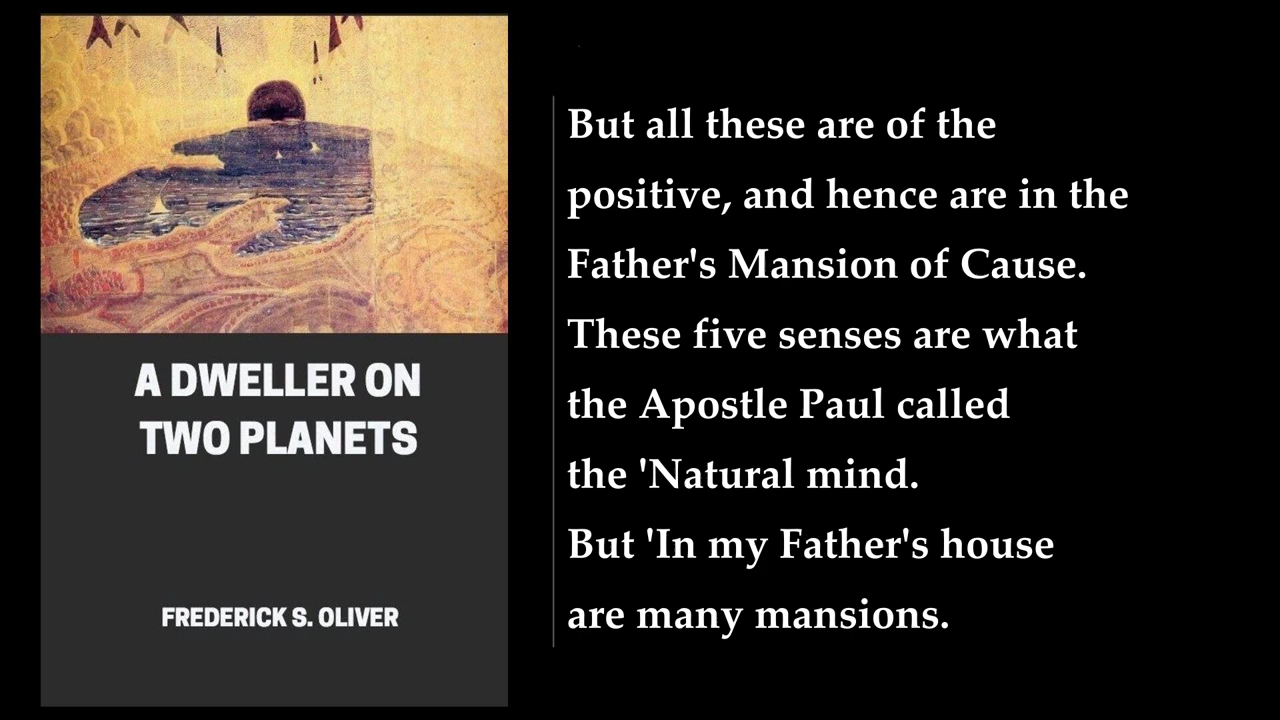 A DWELLER ON
TWO PLANETS
FREDERICK S. OLIVER
But all these are of the
positive, and hence are in the
Father's Mansion of Cause.
These five senses are what
the Apostle Paul called
the 'Natural mind.
But 'In my Father's house
are many mansions.